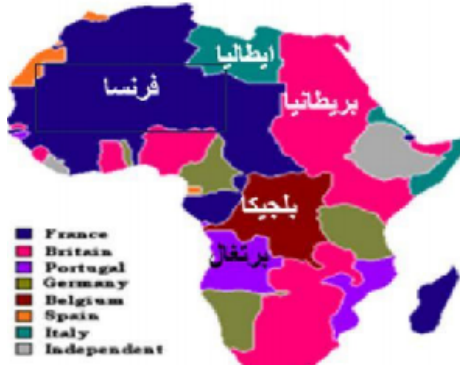 ايطاليا
فرنسا
بريطانيا
بلجيكا
برتغال
France
Britain
Portugal
Germany
Belgium
Spain
Italy
Independent